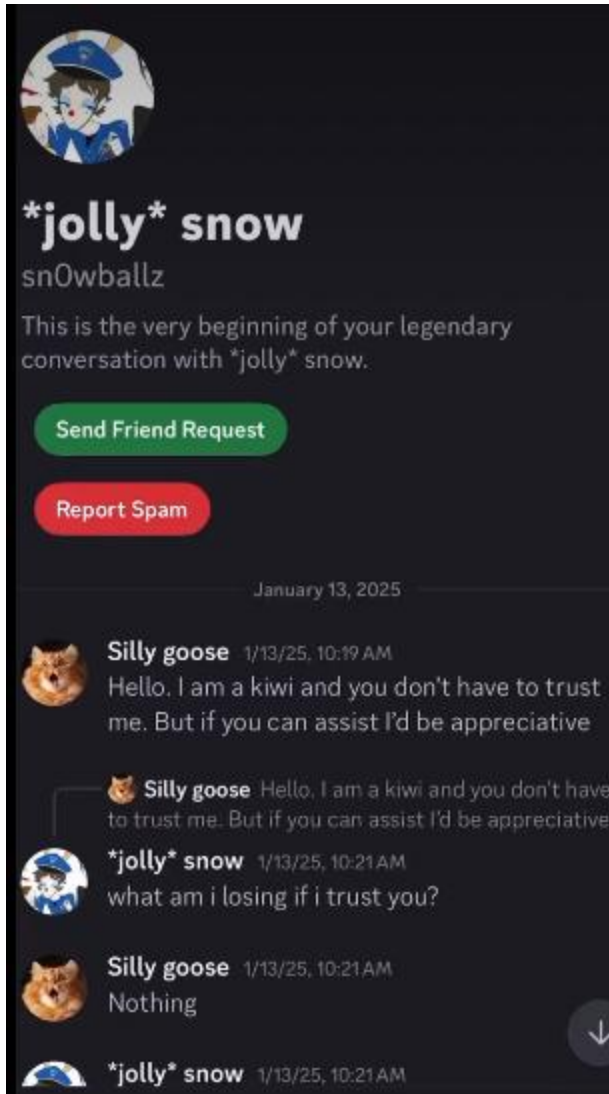 *jolly* snow
sn0wballz
This is the very beginning of your legendary
conversation with *jolly* snow.
Send Friend Request
Report Spam
January 13, 2025
Silly goose 1/13/25, 10:19 AM
Hello. I am a kiwi and you don't have to trust
me. But if you can assist I'd be appreciative
Silly goose Hello. I am a kiwi and you don't have
to trust me. But if you can assist I'd be appreciative
*jolly* snow 1/13/25, 10:21 AM
what am i losing if i trust you?
Silly goose 1/13/25, 10:21 AM
Nothing
*jolly* snow 1/13/25, 10:21 AM